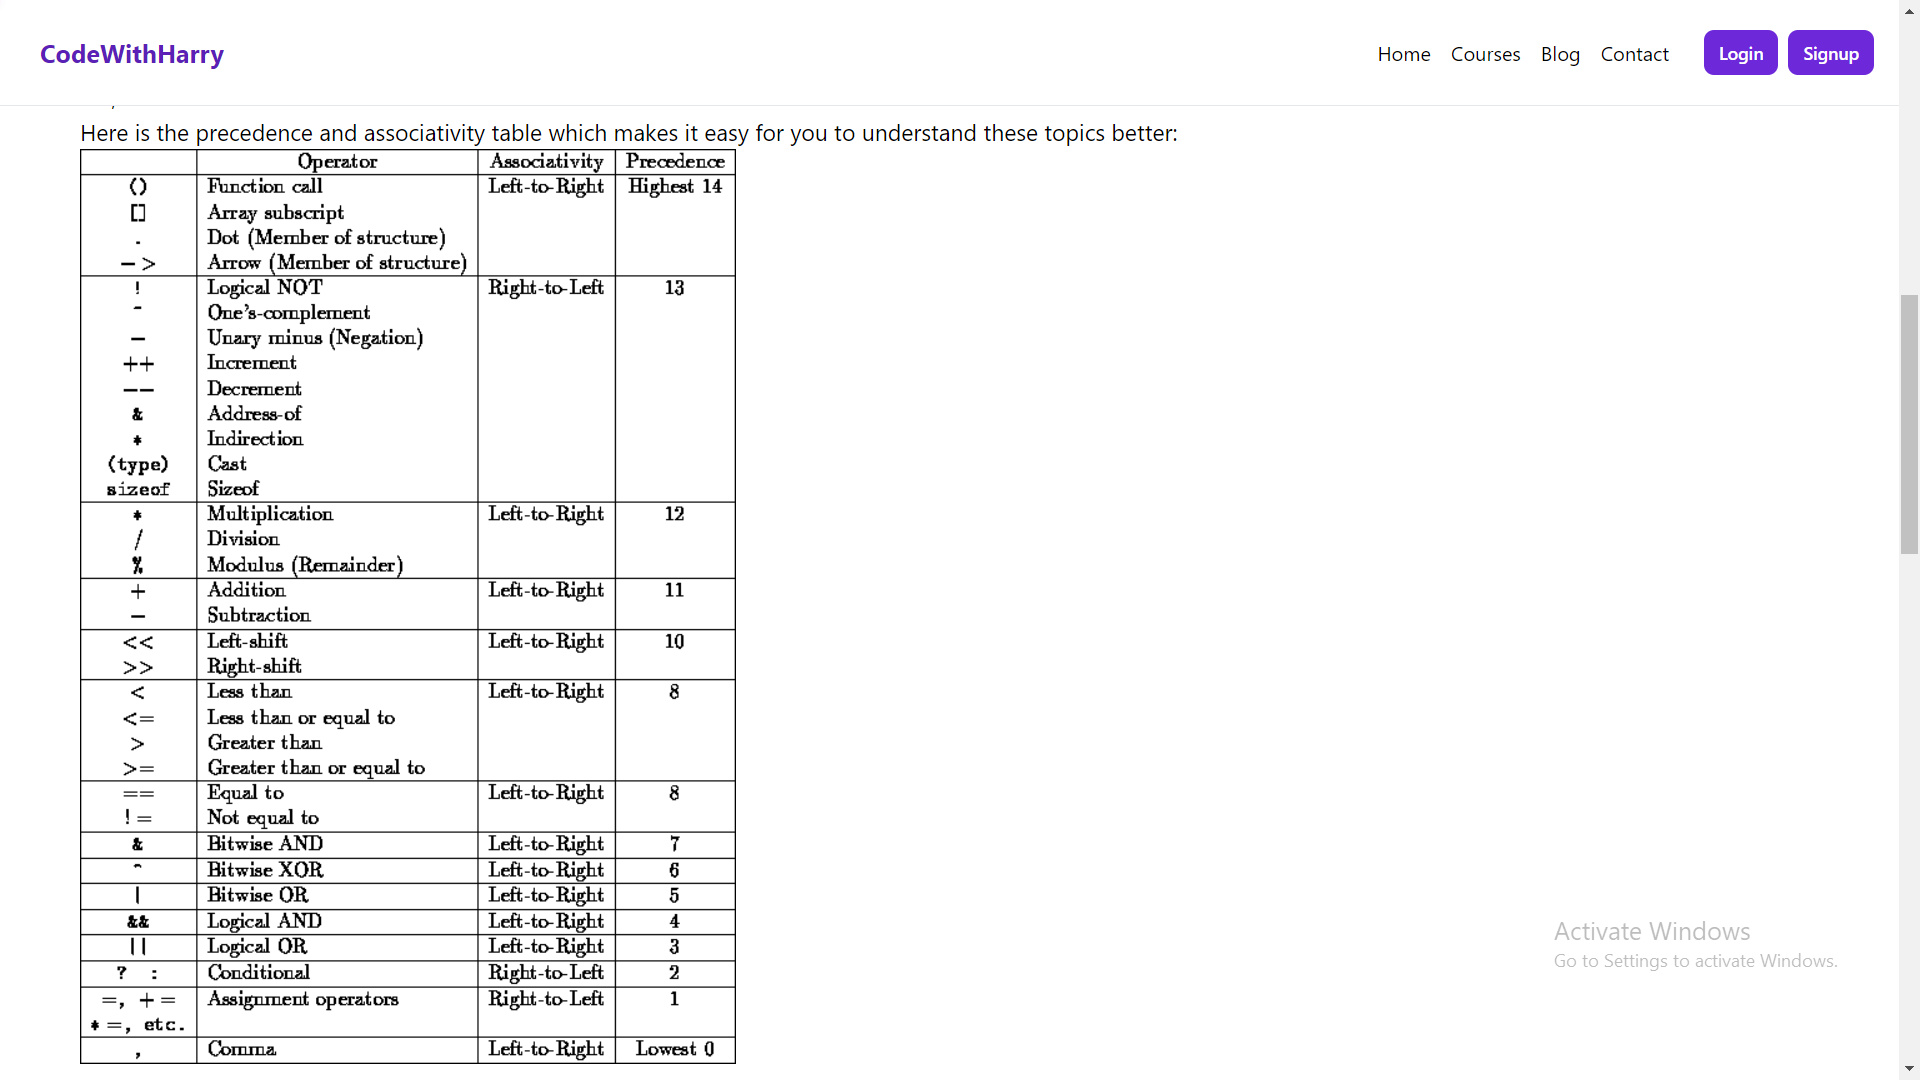 CodeWithHarry
Home Courses Blog Contact Login Signup
Here is the precedence and associativity table which makes it easy for you to understand these topics better:
Operator Associativity Precedence
() Function call Left-to-Right Highest 14
[] Array subscript
. Dot (Member of structure)
-> Arrow (Member of structure)
! Logical NOT Right-to-Left 13
~ One's-complement
− Unary minus (Negation)
++ Increment
−− Decrement
& Address-of
* Indirection
(type) Cast
sizeof Sizeof
* Multiplication Left-to-Right 12
/ Division
% Modulus (Remainder)
+ Addition Left-to-Right 11
− Subtraction
<< Left-shift Left-to-Right 10
>> Right-shift
< Less than Left-to-Right 8
<= Less than or equal to
> Greater than
>= Greater than or equal to
== Equal to Left-to-Right 8
!= Not equal to
& Bitwise AND Left-to-Right 7
^ Bitwise XOR Left-to-Right 6
| Bitwise OR Left-to-Right 5
&& Logical AND Left-to-Right 4
|| Logical OR Left-to-Right 3
? : Conditional Right-to-Left 2
=, += Assignment operators Right-to-Left 1
*=, etc.
, Comma Left-to-Right Lowest 0
Activate Windows
Go to Settings to activate Windows.